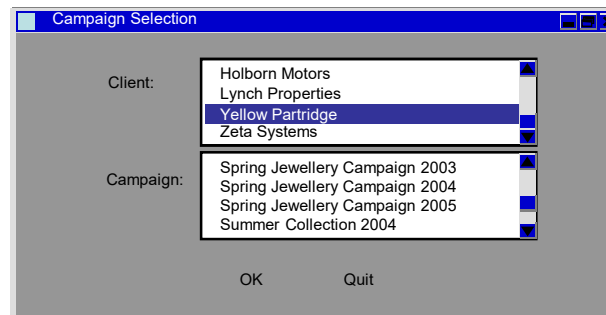 Campaign Selection
Client:
Holborn Motors
Lynch Properties
Yellow Partridge
Zeta Systems
Campaign:
Spring Jewellery Campaign 2003
Spring Jewellery Campaign 2004
Spring Jewellery Campaign 2005
Summer Collection 2004
OK Quit